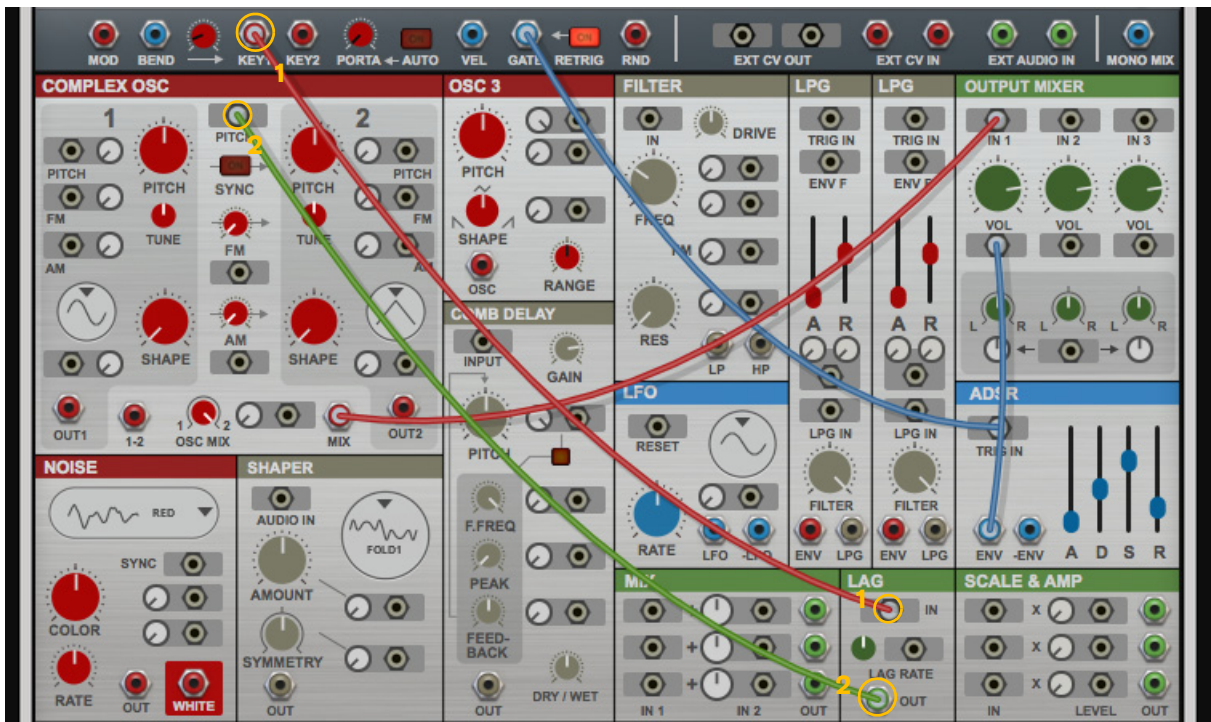 MOD BEND KEY1 KEY2 PORTA AUTO VEL GATE RETRIG ON RND EXT CV OUT EXT CV IN EXT AUDIO IN MONO MIX
1
COMPLEX OSC
1
2
PITCH
2
PITCH
FM
AM
PITCH
TUNE
SHAPE
ON
SYNC
FM
AM
PITCH
TUNE
SHAPE
PITCH
FM
AM
OUT1
1-2
1 2
OSC MIX
MIX
OUT2
OSC 3
PITCH
SHAPE
OSC
RANGE
COMB DELAY
INPUT
GAIN
PITCH
F.FREQ
PEAK
FEED-
BACK
DRY / WET
OUT
FILTER
IN
DRIVE
FREQ
FM
RES
LP HP
LPG
TRIG IN
ENV F
A R
LPG IN
FILTER
ENV LPG
LPG
TRIG IN
ENV F
A R
LPG IN
FILTER
ENV LPG
OUTPUT MIXER
IN 1 IN 2 IN 3
VOL VOL VOL
L R L R L R
LFO
RESET
RATE
LFO -LFO
ADSR
TRIG IN
ENV -ENV A D S R
NOISE
RED
SYNC
COLOR
RATE
OUT
WHITE
SHAPER
AUDIO IN
FOLD1
AMOUNT
SYMMETRY
OUT
MIX
+
+
+
IN 1 IN 2 OUT
LAG
1
IN
LAG RATE
2
OUT
SCALE & AMP
X
X
X
IN LEVEL OUT